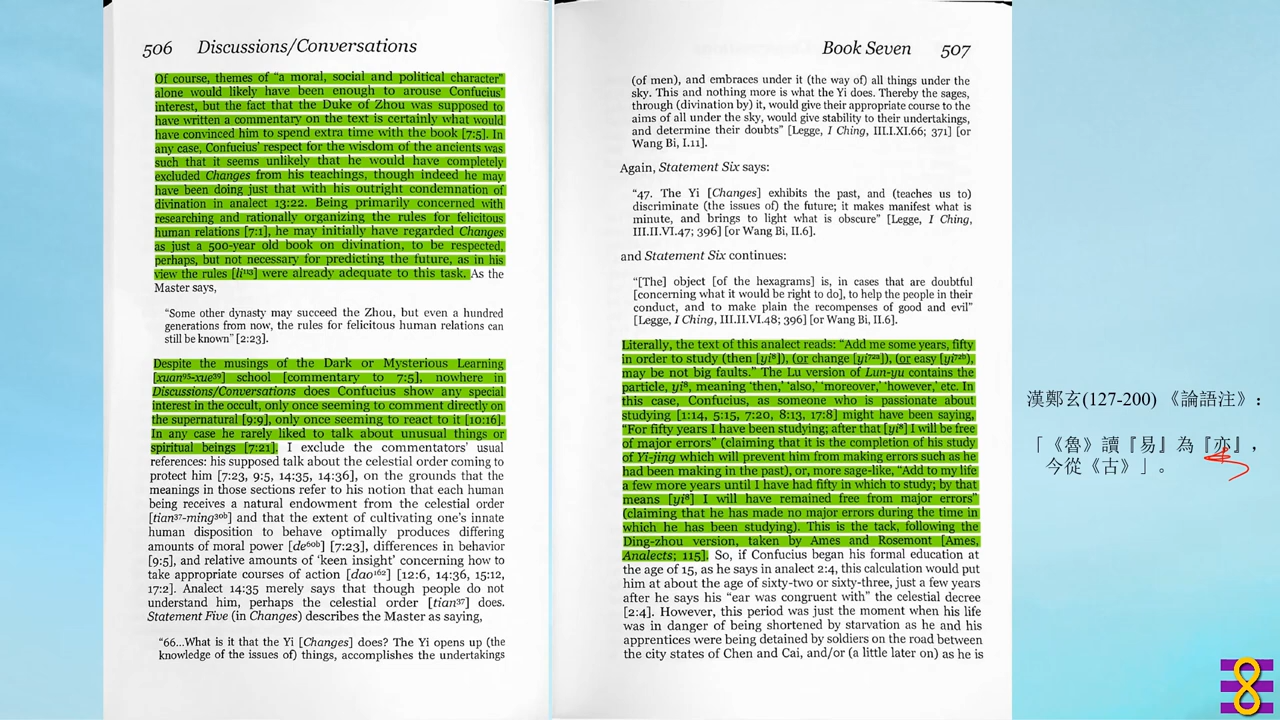 506 Discussions/Conversations
Of course, themes of “a moral, social and political character”
alone would likely have been enough to arouse Confucius’
interest, but the fact that the Duke of Zhou was supposed to
have written a commentary on the text is certainly what would
have convinced him to spend extra time with the book [7:5]. In
any case, Confucius’ respect for the wisdom of the ancients was
such that it seems unlikely that he would have completely
excluded Changes from his teachings, though indeed he may
have been doing just that with his outright condemnation of
divination in analect 13:22. Being primarily concerned with
researching and rationally organizing the rules for felicitous
human relations [7:1], he may initially have regarded Changes
as just a 500-year old book on divination, to be respected,
perhaps, but not necessary for predicting the future, as in his
view the rules [li¹¹³] were already adequate to this task. As the
Master says,
“Some other dynasty may succeed the Zhou, but even a hundred
generations from now, the rules for felicitous human relations can
still be known” [2:23].
Despite the musings of the Dark or Mysterious Learning
[xuan⁹⁵-xue³⁹] school [commentary to 7:5], nowhere in
Discussions/Conversations does Confucius show any special
interest in the occult, only once seeming to comment directly on
the supernatural [9:9], only once seeming to react to it [10:16].
In any case he rarely liked to talk about unusual things or
spiritual beings [7:21]. I exclude the commentators’ usual
references: his supposed talk about the celestial order coming to
protect him [7:23, 9:5, 14:35, 14:36], on the grounds that the
meanings in those sections refer to his notion that each human
being receives a natural endowment from the celestial order
[tian³⁷-ming³⁰ᵇ] and that the extent of cultivating one’s innate
human disposition to behave optimally produces differing
amounts of moral power [de⁶⁰ᵇ] [7:23], differences in behavior
[9:5], and relative amounts of ‘keen insight’ concerning how to
take appropriate courses of action [dao¹⁶²] [12:6, 14:36, 15:12,
17:2]. Analect 14:35 merely says that though people do not
understand him, perhaps the celestial order [tian³⁷] does.
Statement Five (in Changes) describes the Master as saying,
“66...What is it that the Yi [Changes] does? The Yi opens up (the
knowledge of the issues of) things, accomplishes the undertakings
Book Seven 507
(of men), and embraces under it (the way of) all things under the
sky. This and nothing more is what the Yi does. Thereby the sages,
through (divination by) it, would give their appropriate course to the
aims of all under the sky, would give stability to their undertakings,
and determine their doubts” [Legge, I Ching, III.I.XI.66; 371] [or
Wang Bi, I.11].
Again, Statement Six says:
“47. The Yi [Changes] exhibits the past, and (teaches us to)
discriminate (the issues of) the future; it makes manifest what is
minute, and brings to light what is obscure” [Legge, I Ching,
III.II.VI.47; 396] [or Wang Bi, II.6].
and Statement Six continues:
“[The] object [of the hexagrams] is, in cases that are doubtful
[concerning what it would be right to do], to help the people in their
conduct, and to make plain the recompenses of good and evil”
[Legge, I Ching, III.II.VI.48; 396] [or Wang Bi, II.6].
Literally, the text of this analect reads: “Add me some years, fifty
in order to study (then [yi⁸]), (or change [yi⁷²ᵃ]), (or easy [yi⁷²ᵇ]),
may be not big faults.” The Lu version of Lun-yu contains the
particle, yi⁸, meaning ‘then,’ ‘also,’ ‘moreover,’ ‘however,’ etc. In
this case, Confucius, as someone who is passionate about
studying [1:14, 5:15, 7:20, 8:13, 17:8] might have been saying,
“For fifty years I have been studying; after that [yi⁸] I will be free
of major errors” (claiming that it is the completion of his study
of Yi-jing which will prevent him from making errors such as he
had been making in the past), or, more sage-like, “Add to my life
a few more years until I have had fifty in which to study; by that
means [yi⁸] I will have remained free from major errors”
(claiming that he has made no major errors during the time in
which he has been studying). This is the tack, following the
Ding-zhou version, taken by Ames and Rosemont [Ames,
Analects; 115]. So, if Confucius began his formal education at
the age of 15, as he says in analect 2:4, this calculation would put
him at about the age of sixty-two or sixty-three, just a few years
after he says his “ear was congruent with” the celestial decree
[2:4]. However, this period was just the moment when his life
was in danger of being shortened by starvation as he and his
apprentices were being detained by soldiers on the road between
the city states of Chen and Cai, and/or (a little later on) as he is
漢鄭玄(127-200) 《論語注》：
「《魯》讀『易』為『亦』，
今從《古》」。